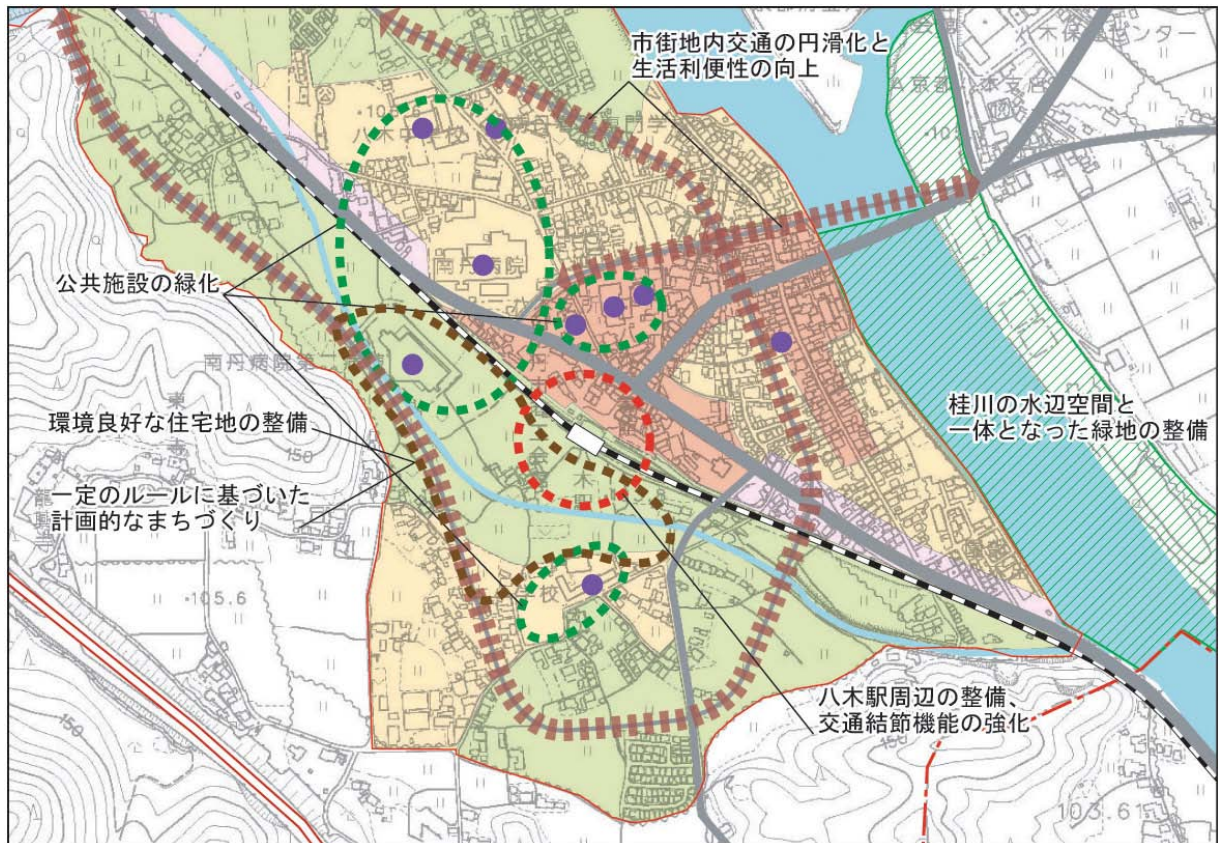 市街地内交通の円滑化と
生活利便性の向上
公共施設の緑化
南丹病院
環境良好な住宅地の整備
一定のルールに基づいた
計画的なまちづくり
桂川の水辺空間と
一体となった緑地の整備
150
105.6
八木駅周辺の整備、
交通結節機能の強化
150
150
103.61